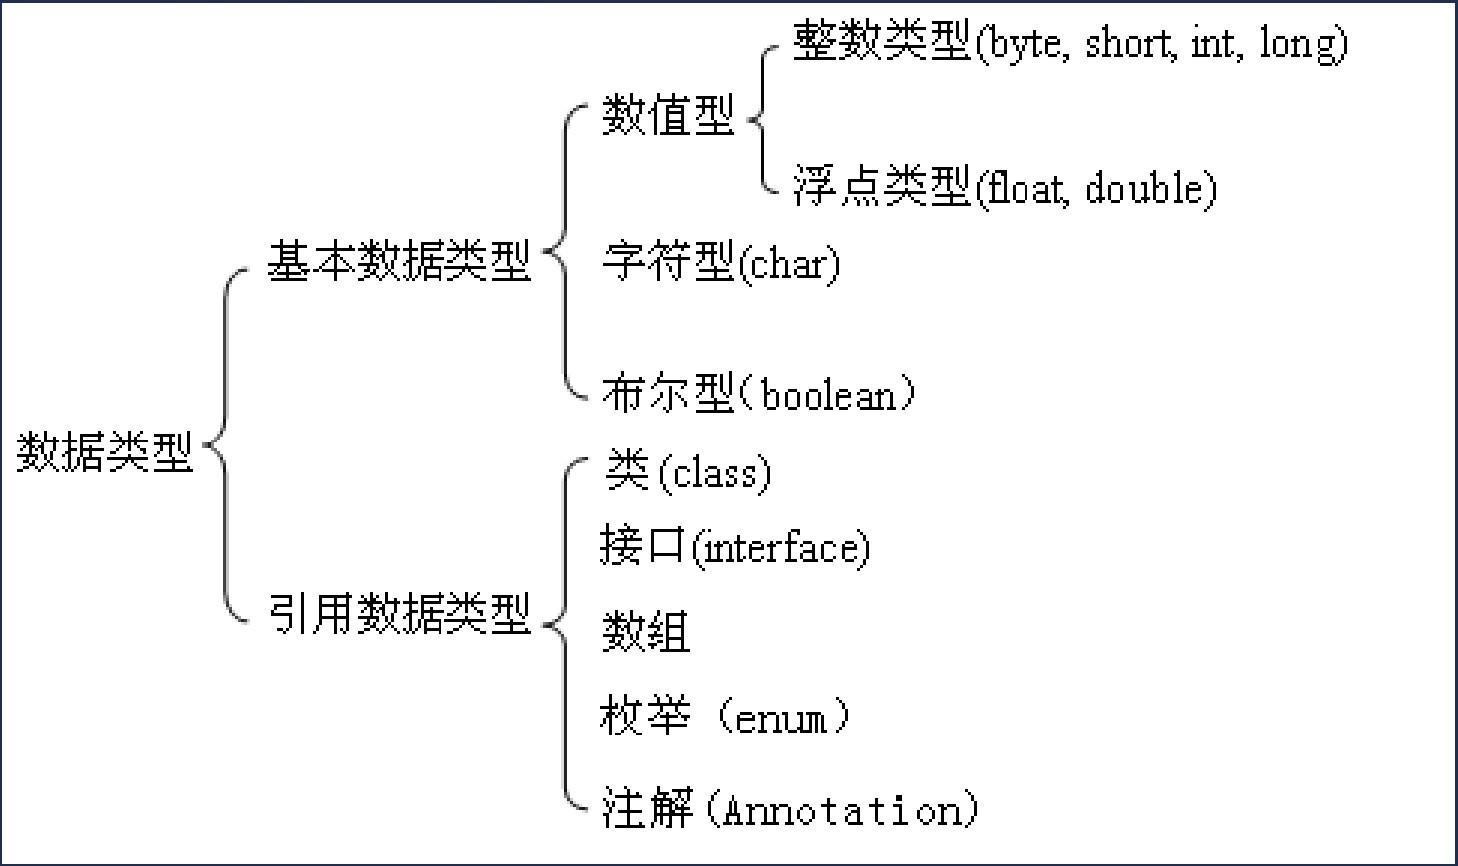 整数类型(byte, short, int, long)
数值型
浮点类型(float, double)
基本数据类型
字符型(char)
布尔型（boolean）
数据类型
类(class)
接口(interface)
引用数据类型
数组
枚举（enum）
注解(Annotation)